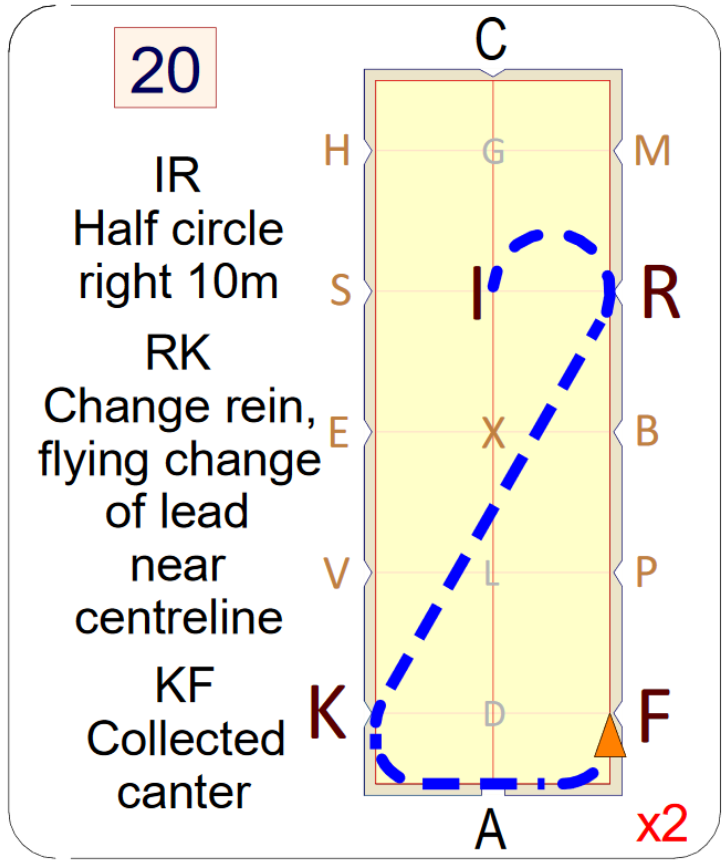 20
IR
Half circle
right 10m
RK
Change rein,
flying change
of lead
near
centreline
KF
Collected
canter
C
H G M
S I R
E X B
V L P
K D F
A
x2